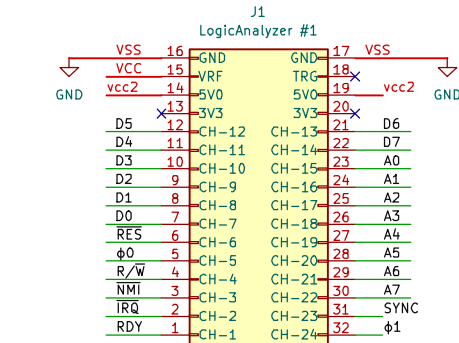 J1
LogicAnalyzer #1
VSS 16 GND GND 17 VSS
GND VCC 15 VRF TRG 18 GND
vcc2 14 5V0 5V0 19 vcc2
13 3V3 3V3 20
D5 12 CH-12 CH-13 21 D6
D4 11 CH-11 CH-14 22 D7
D3 10 CH-10 CH-15 23 A0
D2 9 CH-9 CH-16 24 A1
D1 8 CH-8 CH-17 25 A2
D0 7 CH-7 CH-18 26 A3
RES 6 CH-6 CH-19 27 A4
ϕ0 5 CH-5 CH-20 28 A5
R/W 4 CH-4 CH-21 29 A6
NMI 3 CH-3 CH-22 30 A7
IRQ 2 CH-2 CH-23 31 SYNC
RDY 1 CH-1 CH-24 32 ϕ1